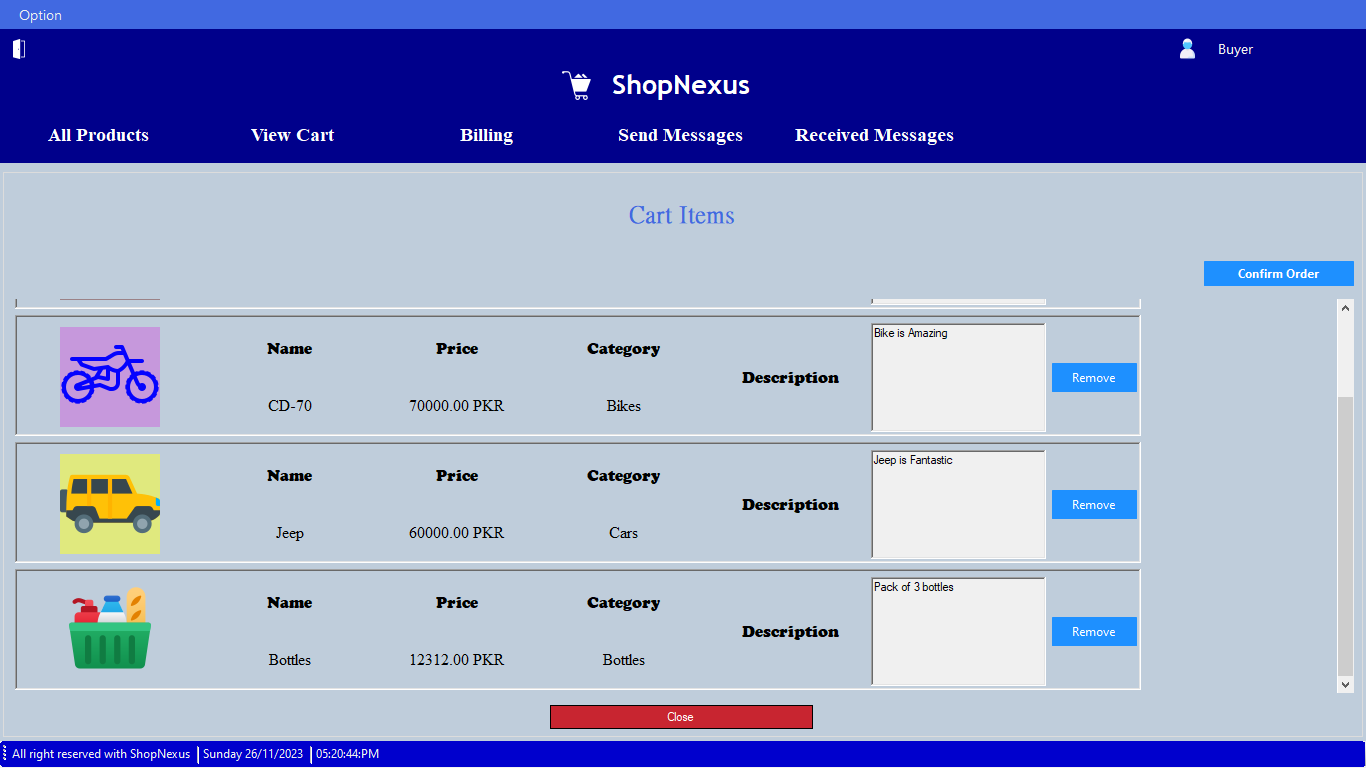 Option
Buyer
ShopNexus
All Products View Cart Billing Send Messages Received Messages
Cart Items
Confirm Order
Name Price Category Description Bike is Amazing Remove
CD-70 70000.00 PKR Bikes
Name Price Category Description Jeep is Fantastic Remove
Jeep 60000.00 PKR Cars
Name Price Category Description Pack of 3 bottles Remove
Bottles 12312.00 PKR Bottles
Close
All right reserved with ShopNexus Sunday 26/11/2023 05:20:44:PM